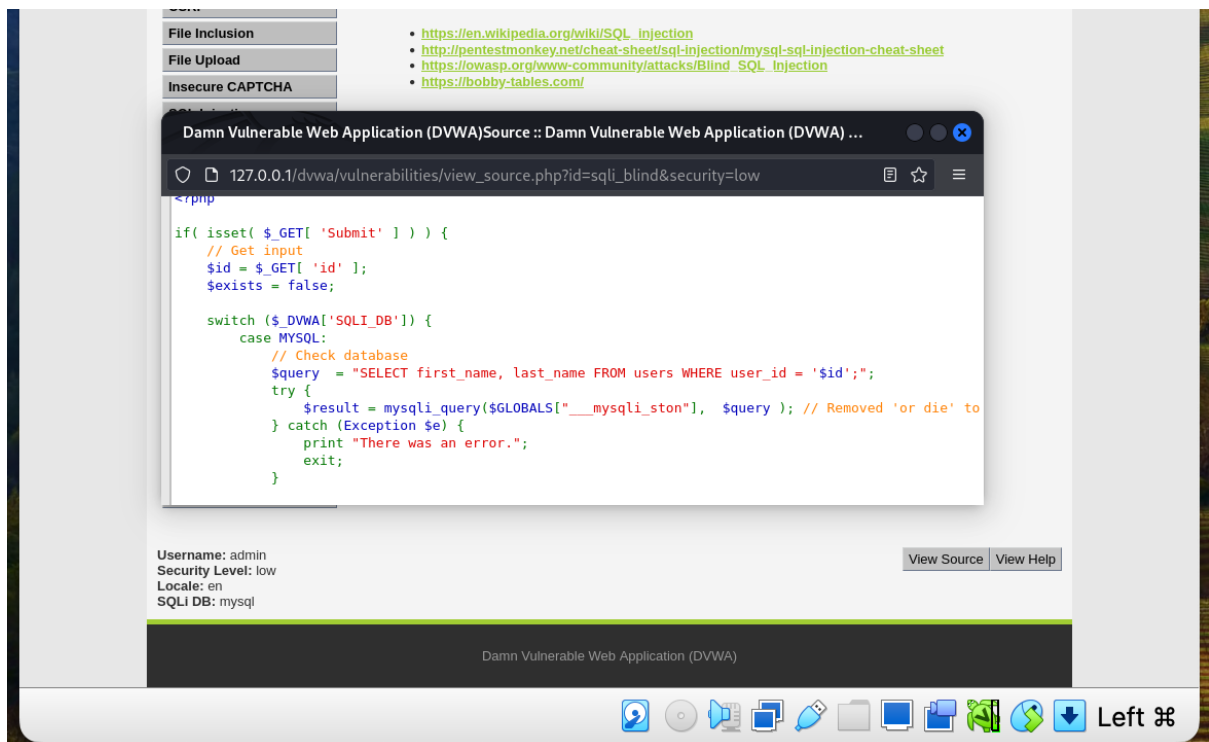 File Inclusion
File Upload
Insecure CAPTCHA
https://en.wikipedia.org/wiki/SQL_injection
http://pentestmonkey.net/cheat-sheet/sql-injection/mysql-sql-injection-cheat-sheet
https://owasp.org/www-community/attacks/Blind_SQL_Injection
https://bobby-tables.com/
Damn Vulnerable Web Application (DVWA)Source :: Damn Vulnerable Web Application (DVWA) ...
127.0.0.1/dvwa/vulnerabilities/view_source.php?id=sqli_blind&security=low
<?php
if( isset( $_GET[ 'Submit' ] ) ) {
// Get input
$id = $_GET[ 'id' ];
$exists = false;
switch ($_DVWA['SQLI_DB']) {
case MYSQL:
// Check database
$query  = "SELECT first_name, last_name FROM users WHERE user_id = '$id';";
try {
$result = mysqli_query($GLOBALS["___mysqli_ston"],  $query ); // Removed 'or die' to
} catch (Exception $e) {
print "There was an error.";
exit;
}
Username: admin
Security Level: low
Locale: en
SQLi DB: mysql
View Source
View Help
Damn Vulnerable Web Application (DVWA)
Left ⌘